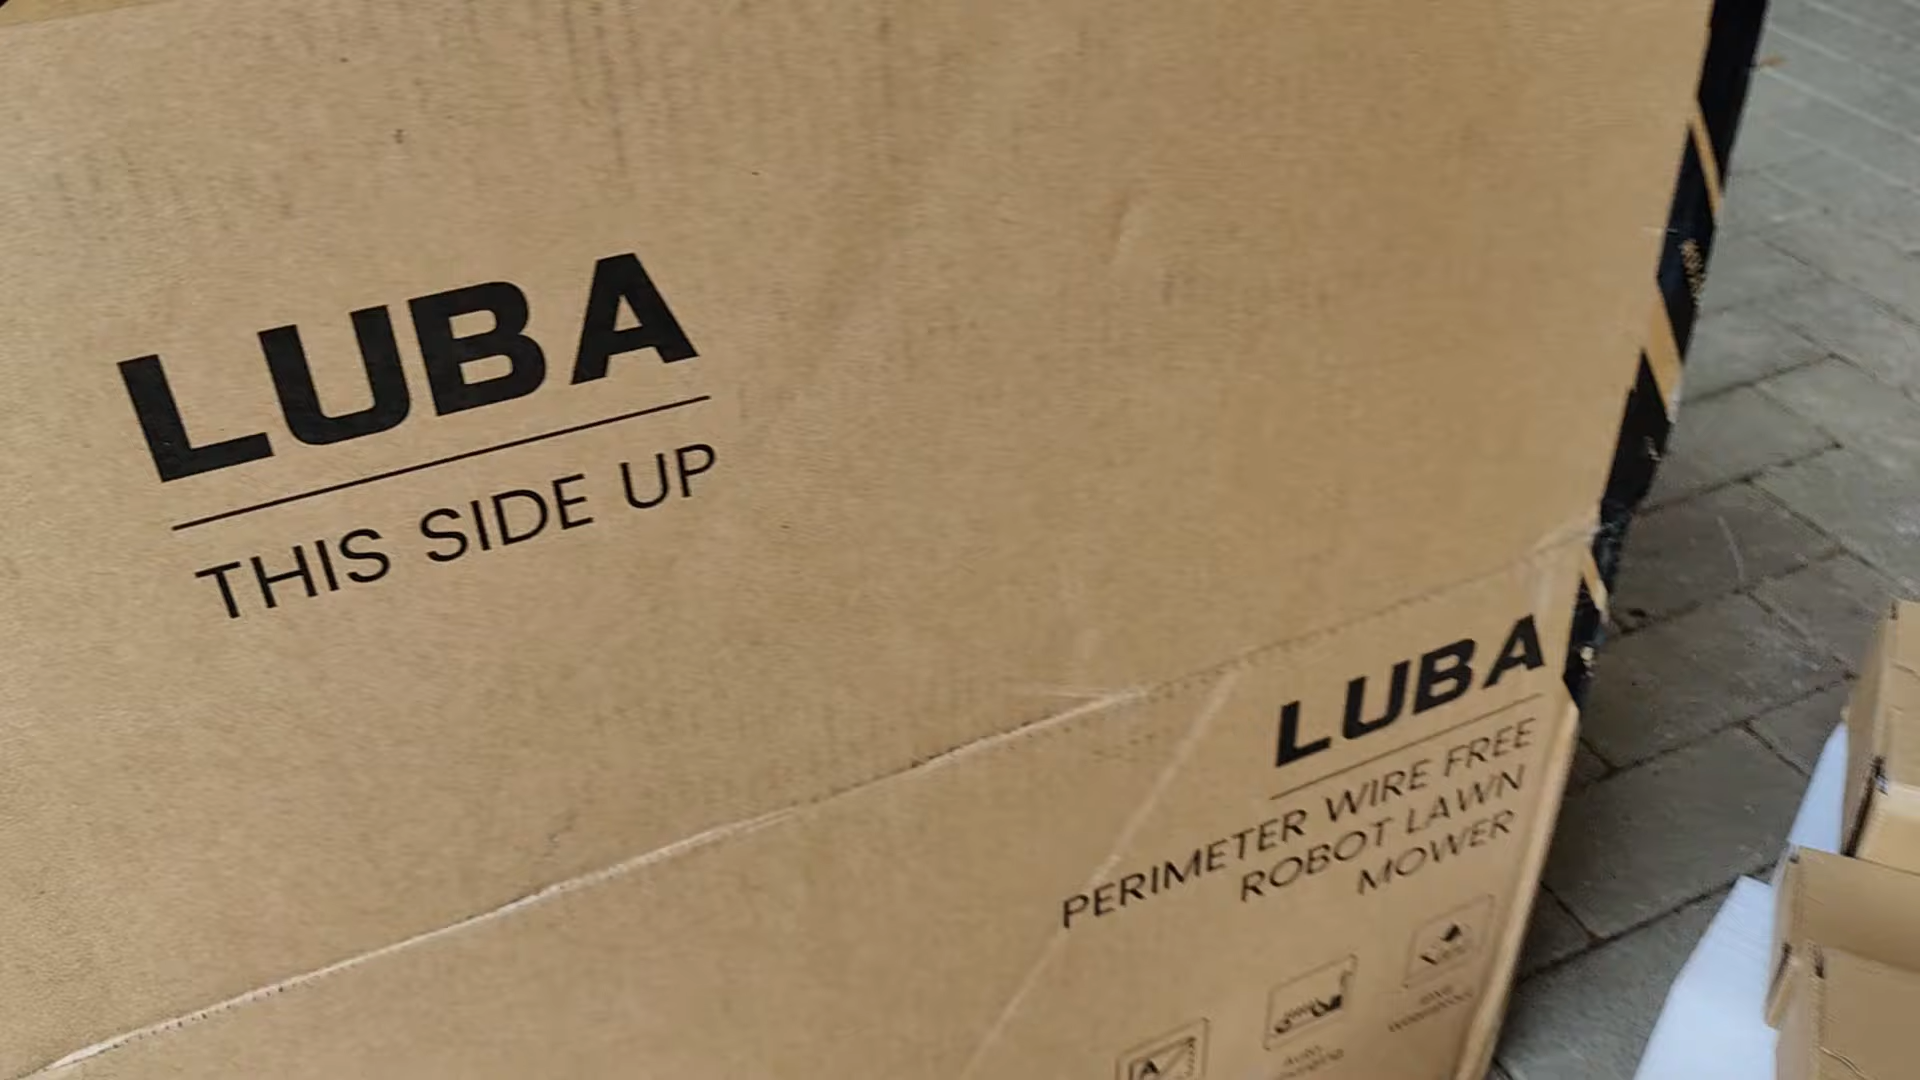 LUBA
THIS SIDE UP
LUBA
PERIMETER WIRE FREE
ROBOT LAWN
MOWER